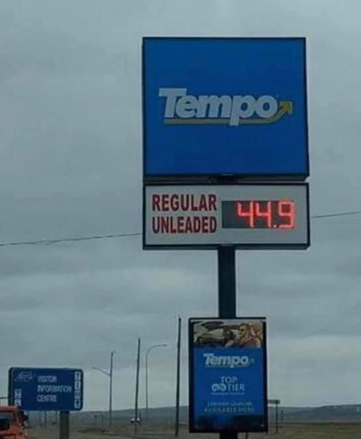 Tempo
REGULAR
UNLEADED
44.9
Tempo
TOP
TIER
VISITOR
INFORMATION
CENTRE